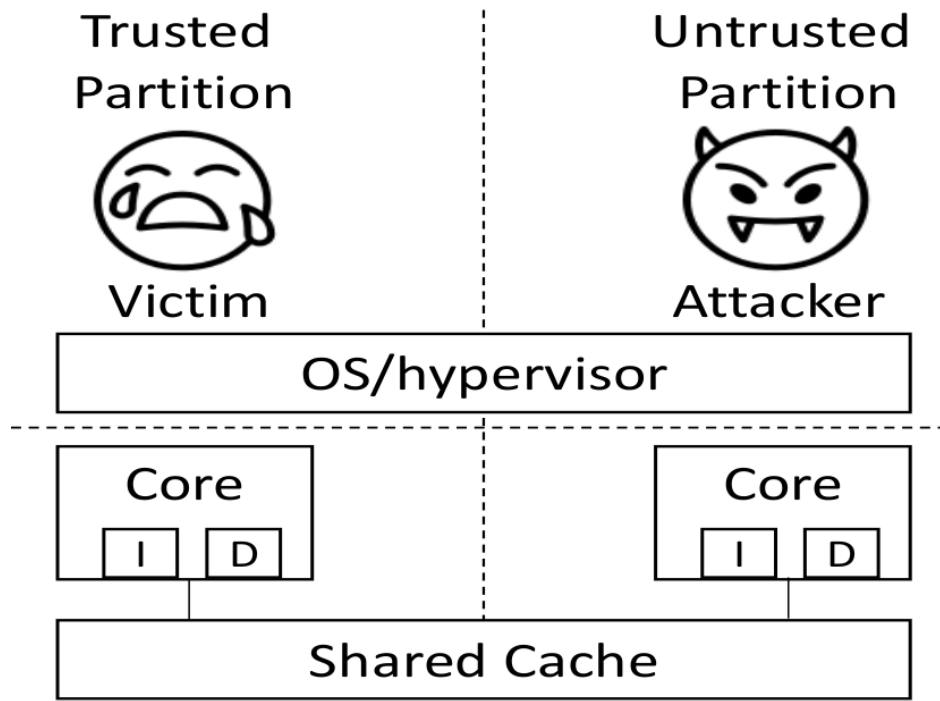 Trusted
Partition
Untrusted
Partition
Victim
Attacker
OS/hypervisor
Core
Core
I
D
I
D
Shared Cache